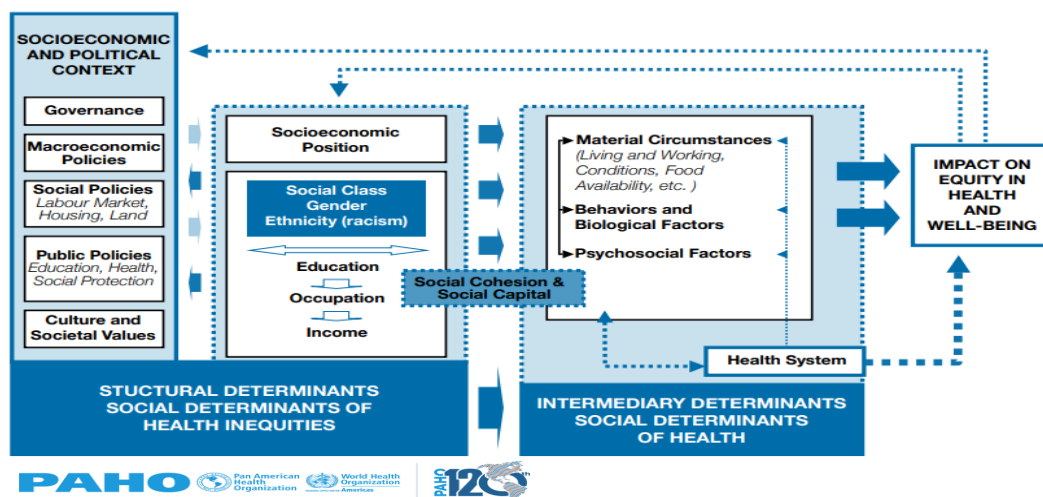 SOCIOECONOMIC
AND POLITICAL
CONTEXT
Governance
Macroeconomic
Policies
Social Policies
Labour Market,
Housing, Land
Public Policies
Education, Health,
Social Protection
Culture and
Societal Values
Socioeconomic
Position
Social Class
Gender
Ethnicity (racism)
Education
Occupation
Income
Social Cohesion &
Social Capital
Material Circumstances
(Living and Working,
Conditions, Food
Availability, etc. )
Behaviors and
Biological Factors
Psychosocial Factors
Health System
IMPACT ON
EQUITY IN
HEALTH
AND
WELL-BEING
STUCTURAL DETERMINANTS
SOCIAL DETERMINANTS OF
HEALTH INEQUITIES
INTERMEDIARY DETERMINANTS
SOCIAL DETERMINANTS
OF HEALTH
PAHO
Pan American
Health
Organization
World Health
Organization
Americas
PAHO
120th